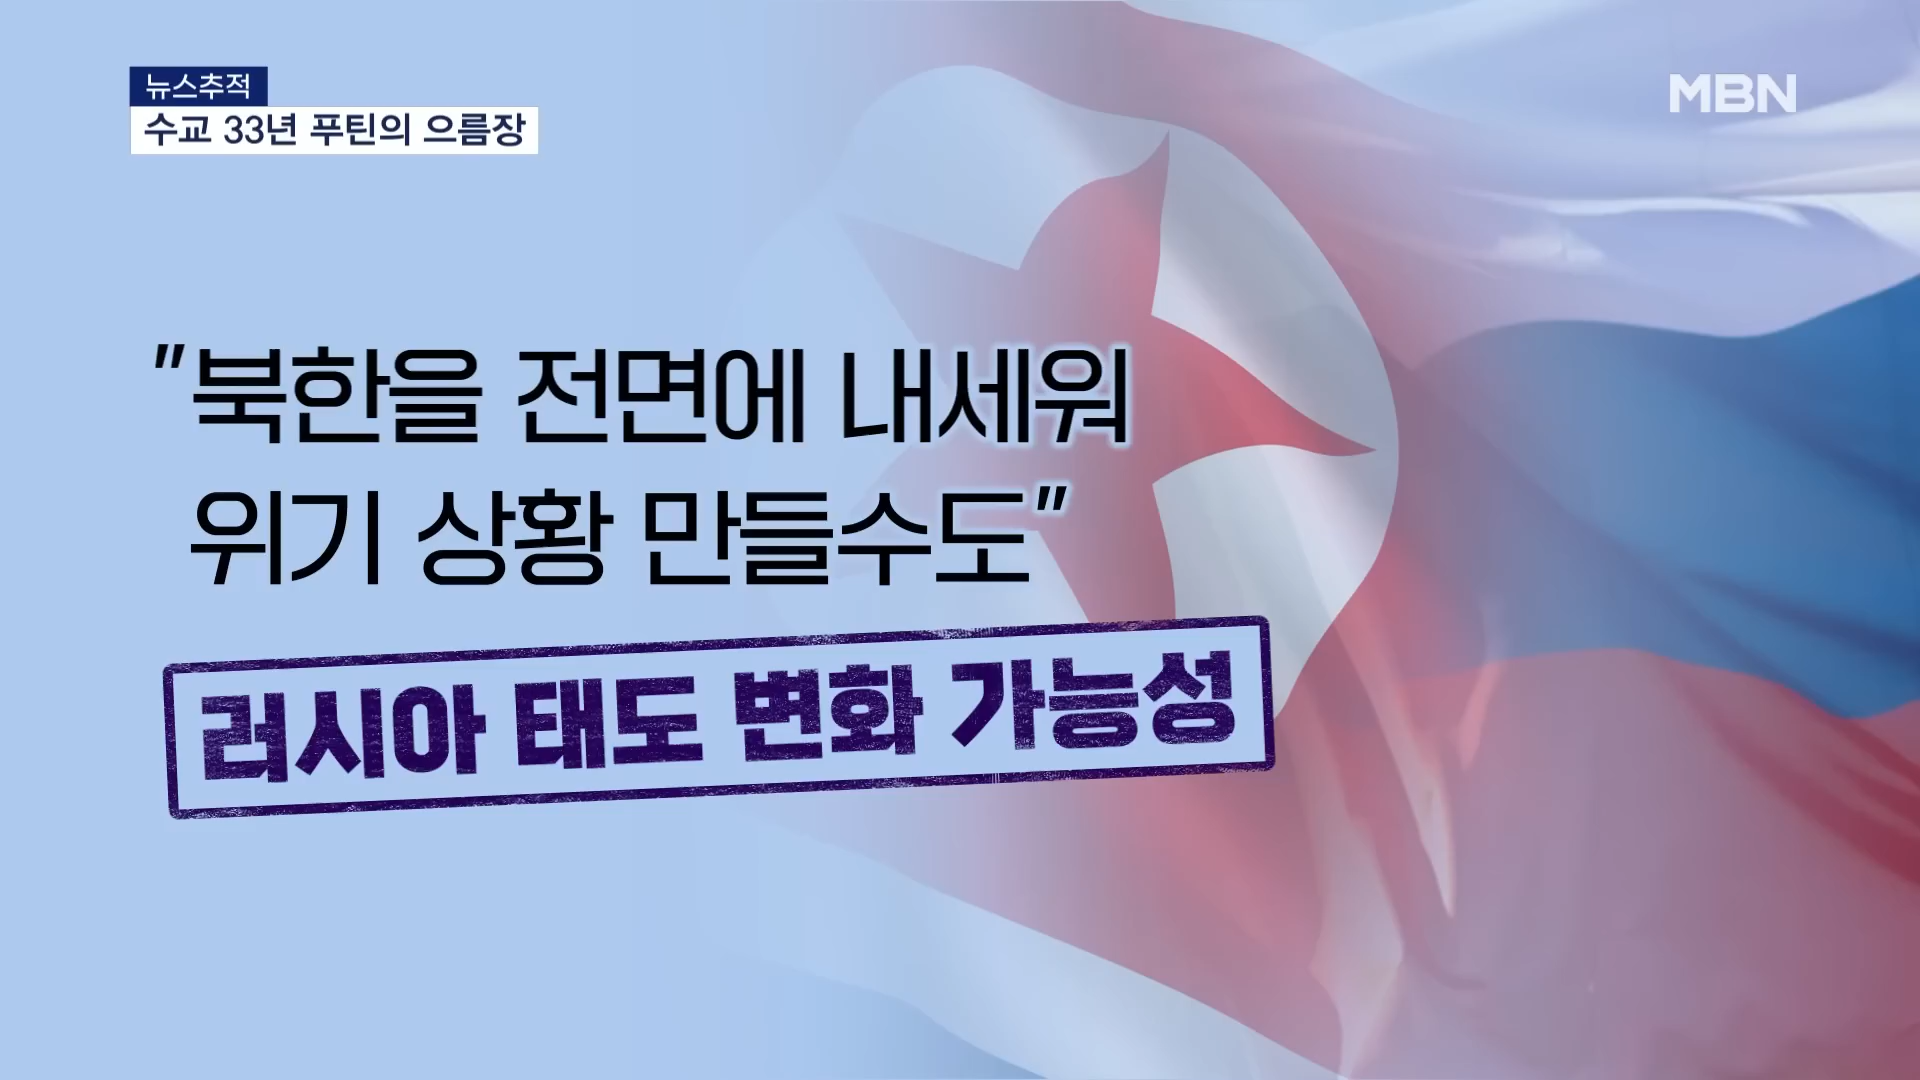 뉴스추적
수교 33년 푸틴의 으름장
MBN
"북한을 전면에 내세워
위기 상황 만들수도"
러시아 태도 변화 가능성